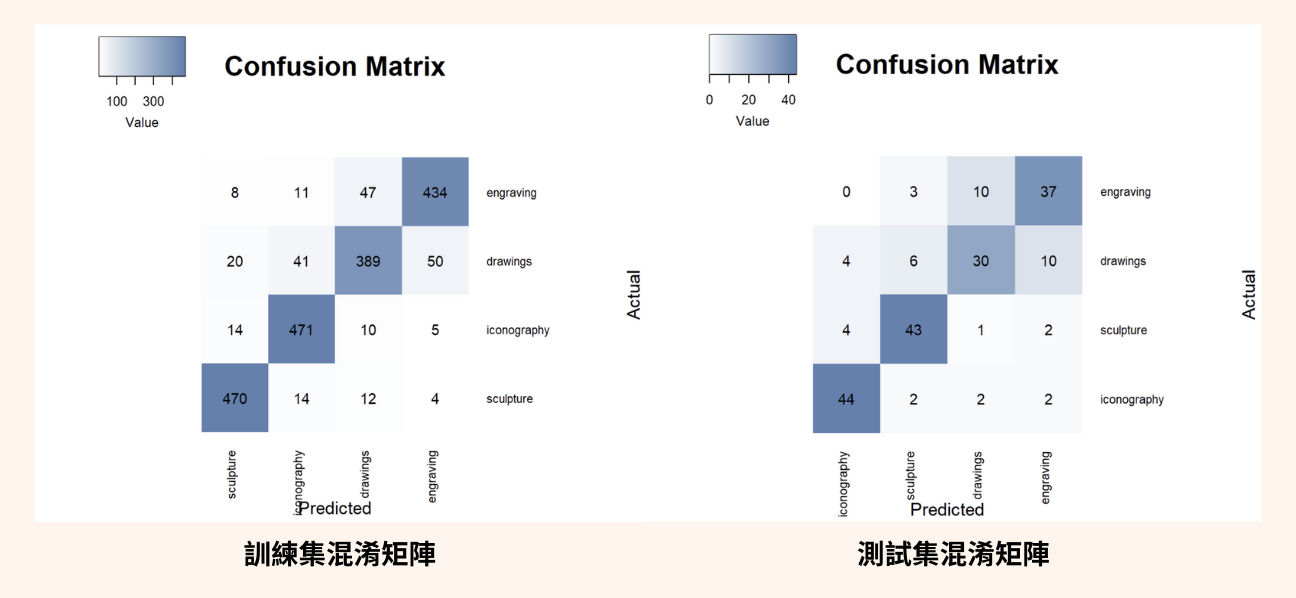 Confusion Matrix
100 300
Value
8 11 47 434 engraving
20 41 389 50 drawings
14 471 10 5 iconography
470 14 12 4 sculpture
Actual
sculpture
iconography
drawings
engraving
Predicted
訓練集混淆矩陣
Confusion Matrix
0 20 40
Value
0 3 10 37 engraving
4 6 30 10 drawings
4 43 1 2 sculpture
44 2 2 2 iconography
Actual
iconography
sculpture
drawings
engraving
Predicted
測試集混淆矩陣